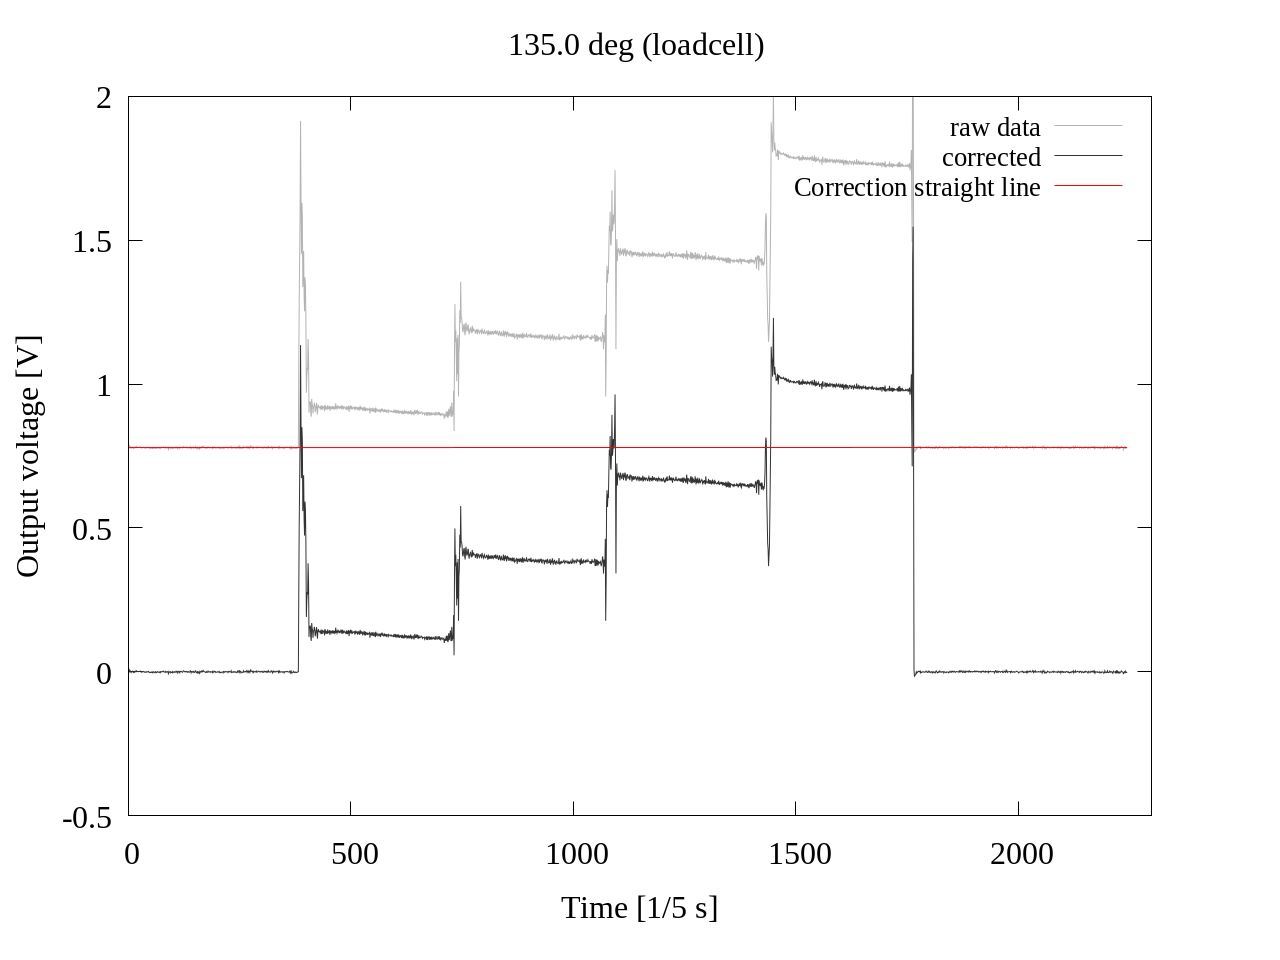 135.0 deg (loadcell)
raw data
corrected
Correction straight line
Output voltage [V]
2
1.5
1
0.5
0
-0.5
0 500 1000 1500 2000
Time [1/5 s]